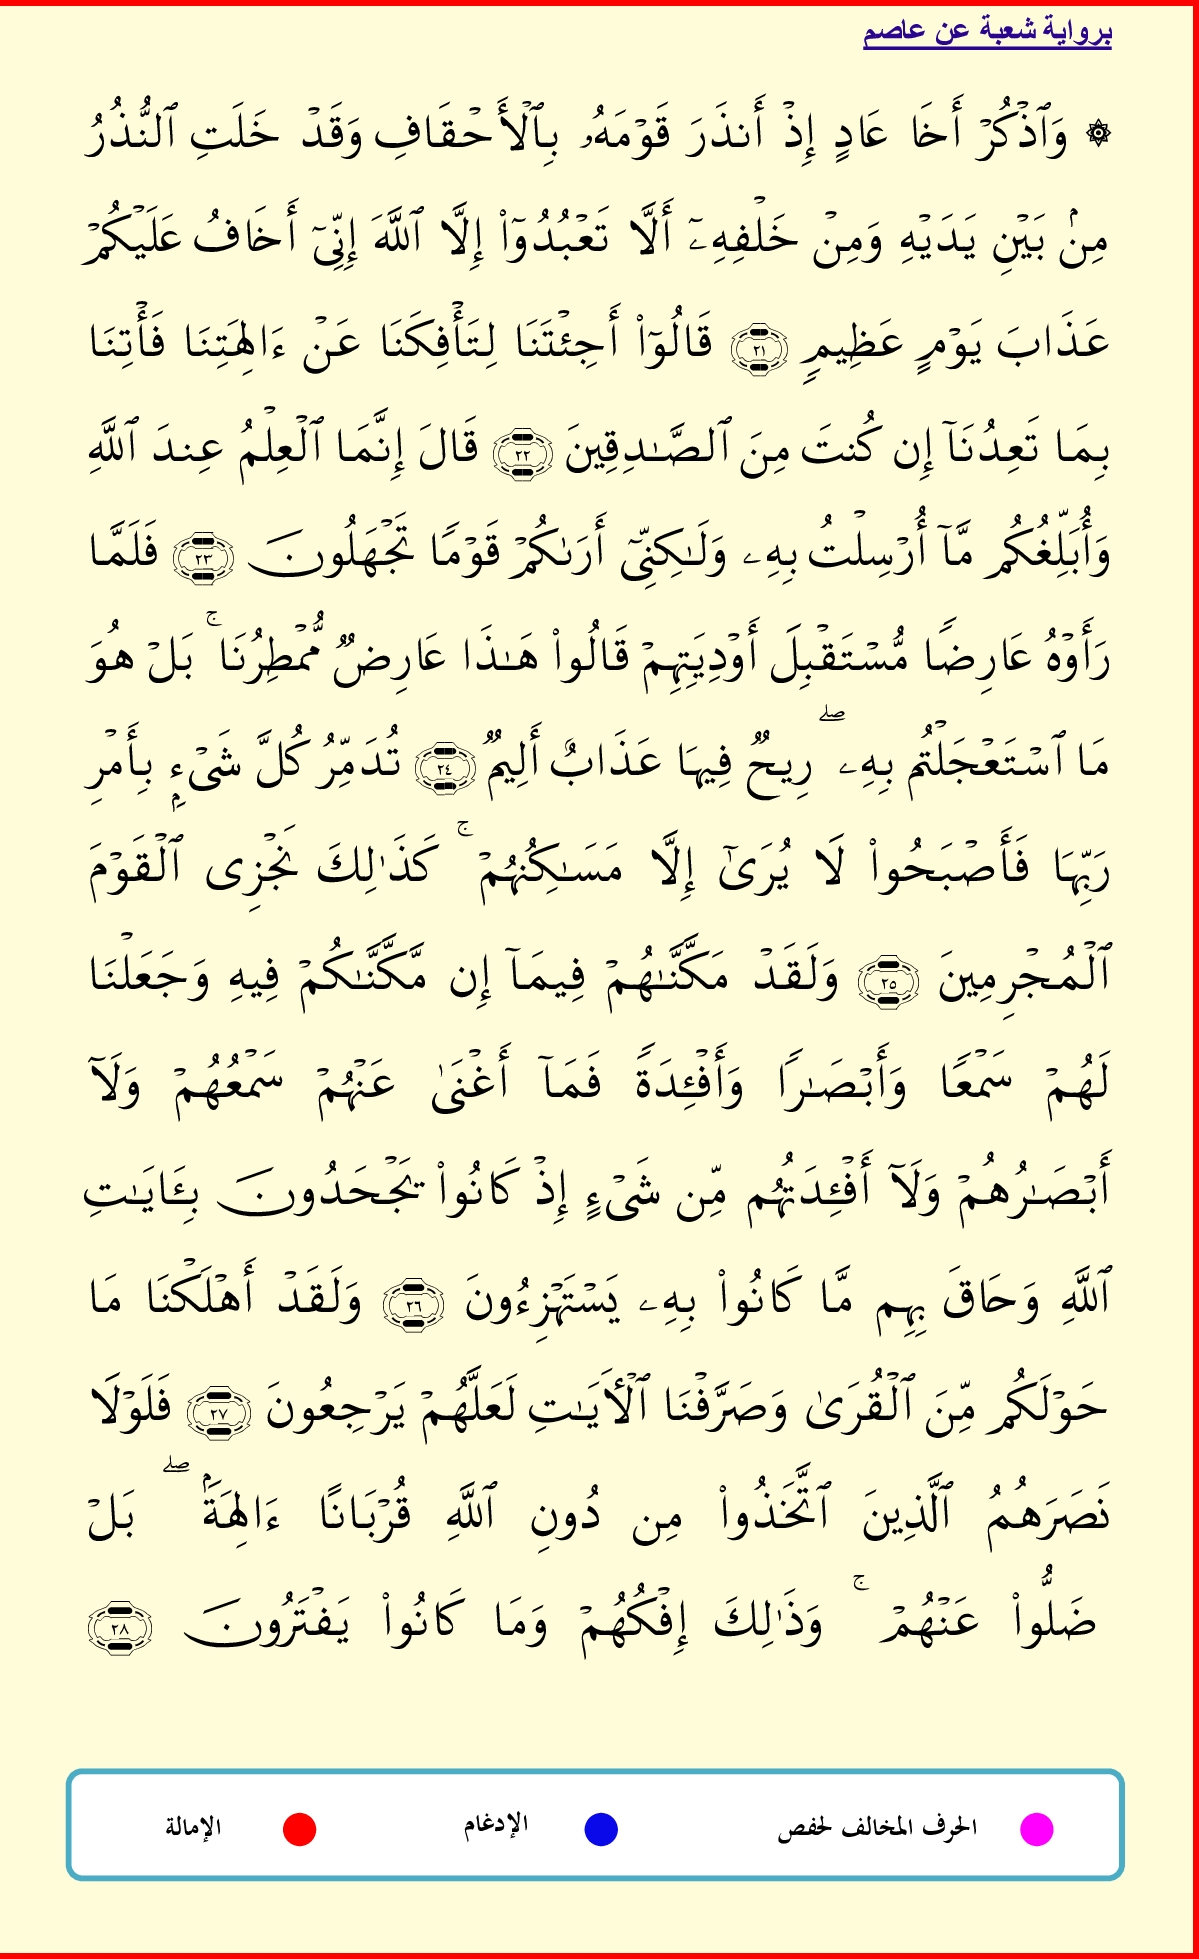 برواية شعبة عن عاصم
۞ وَٱذۡكُرۡ أَخَا عَادٍ إِذۡ أَنذَرَ قَوۡمَهُۥ بِٱلۡأَحۡقَافِ وَقَدۡ خَلَتِ ٱلنُّذُرُ
مِنۢ بَيۡنِ يَدَيۡهِ وَمِنۡ خَلۡفِهِۦٓ أَلَّا تَعۡبُدُوٓاْ إِلَّا ٱللَّهَ إِنِّيٓ أَخَافُ عَلَيۡكُمۡ
عَذَابَ يَوۡمٍ عَظِيمٖ ٢١ قَالُوٓاْ أَجِئۡتَنَا لِتَأۡفِكَنَا عَنۡ ءَالِهَتِنَا فَأۡتِنَا
بِمَا تَعِدُنَآ إِن كُنتَ مِنَ ٱلصَّٰدِقِينَ ٢٢ قَالَ إِنَّمَا ٱلۡعِلۡمُ عِندَ ٱللَّهِ
وَأُبَلِّغُكُم مَّآ أُرۡسِلۡتُ بِهِۦ وَلَٰكِنِّيٓ أَرَىٰكُمۡ قَوۡمٗا تَجۡهَلُونَ ٢٣ فَلَمَّا
رَأَوۡهُ عَارِضٗا مُّسۡتَقۡبِلَ أَوۡدِيَتِهِمۡ قَالُواْ هَٰذَا عَارِضٞ مُّمۡطِرُنَاۚ بَلۡ هُوَ
مَا ٱسۡتَعۡجَلۡتُم بِهِۦۖ رِيحٞ فِيهَا عَذَابٌ أَلِيمٞ ٢٤ تُدَمِّرُ كُلَّ شَيۡءِۭ بِأَمۡرِ
رَبِّهَا فَأَصۡبَحُواْ لَا يُرَىٰٓ إِلَّا مَسَٰكِنُهُمۡۚ كَذَٰلِكَ نَجۡزِي ٱلۡقَوۡمَ
ٱلۡمُجۡرِمِينَ ٢٥ وَلَقَدۡ مَكَّنَّٰهُمۡ فِيمَآ إِن مَّكَّنَّٰكُمۡ فِيهِ وَجَعَلۡنَا
لَهُمۡ سَمۡعٗا وَأَبۡصَٰرٗا وَأَفۡـِٔدَةٗ فَمَآ أَغۡنَىٰ عَنۡهُمۡ سَمۡعُهُمۡ وَلَآ
أَبۡصَٰرُهُمۡ وَلَآ أَفۡـِٔدَتُهُم مِّن شَيۡءٍ إِذۡ كَانُواْ يَجۡحَدُونَ بِـَٔايَٰتِ
ٱللَّهِ وَحَاقَ بِهِم مَّا كَانُواْ بِهِۦ يَسۡتَهۡزِءُونَ ٢٦ وَلَقَدۡ أَهۡلَكۡنَا مَا
حَوۡلَكُم مِّنَ ٱلۡقُرَىٰ وَصَرَّفۡنَا ٱلۡأٓيَٰتِ لَعَلَّهُمۡ يَرۡجِعُونَ ٢٧ فَلَوۡلَا
نَصَرَهُمُ ٱلَّذِينَ ٱتَّخَذُواْ مِن دُونِ ٱللَّهِ قُرۡبَانًا ءَالِهَةَۢۖ بَلۡ
ضَلُّواْ عَنۡهُمۡۚ وَذَٰلِكَ إِفۡكُهُمۡ وَمَا كَانُواْ يَفۡتَرُونَ ٢٨
الحرف المخالف لحفص الإدغام الإمالة